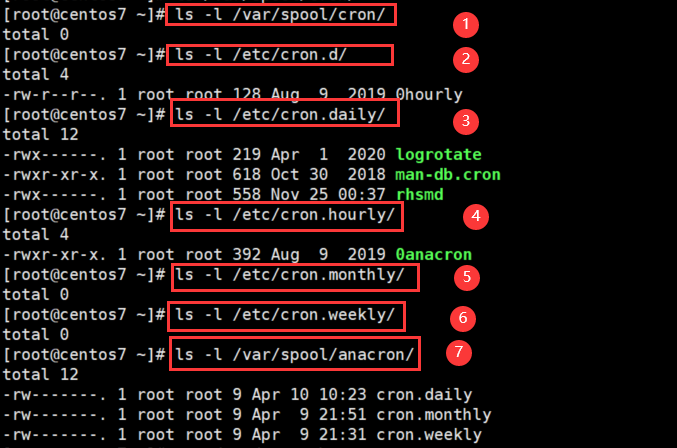 [root@centos7 ~]# ls -l /var/spool/cron/ 1
total 0
[root@centos7 ~]# ls -l /etc/cron.d/ 2
total 4
-rw-r--r--. 1 root root 128 Aug  9  2019 0hourly
[root@centos7 ~]# ls -l /etc/cron.daily/ 3
total 12
-rwx------. 1 root root 219 Apr  1  2020 logrotate
-rwxr-xr-x. 1 root root 618 Oct 30  2018 man-db.cron
-rwx------. 1 root root 558 Nov 25 00:37 rhsmd
[root@centos7 ~]# ls -l /etc/cron.hourly/ 4
total 4
-rwxr-xr-x. 1 root root 392 Aug  9  2019 0anacron
[root@centos7 ~]# ls -l /etc/cron.monthly/ 5
total 0
[root@centos7 ~]# ls -l /etc/cron.weekly/ 6
total 0
[root@centos7 ~]# ls -l /var/spool/anacron/ 7
total 12
-rw-------. 1 root root 9 Apr 10 10:23 cron.daily
-rw-------. 1 root root 9 Apr  9 21:51 cron.monthly
-rw-------. 1 root root 9 Apr  9 21:31 cron.weekly